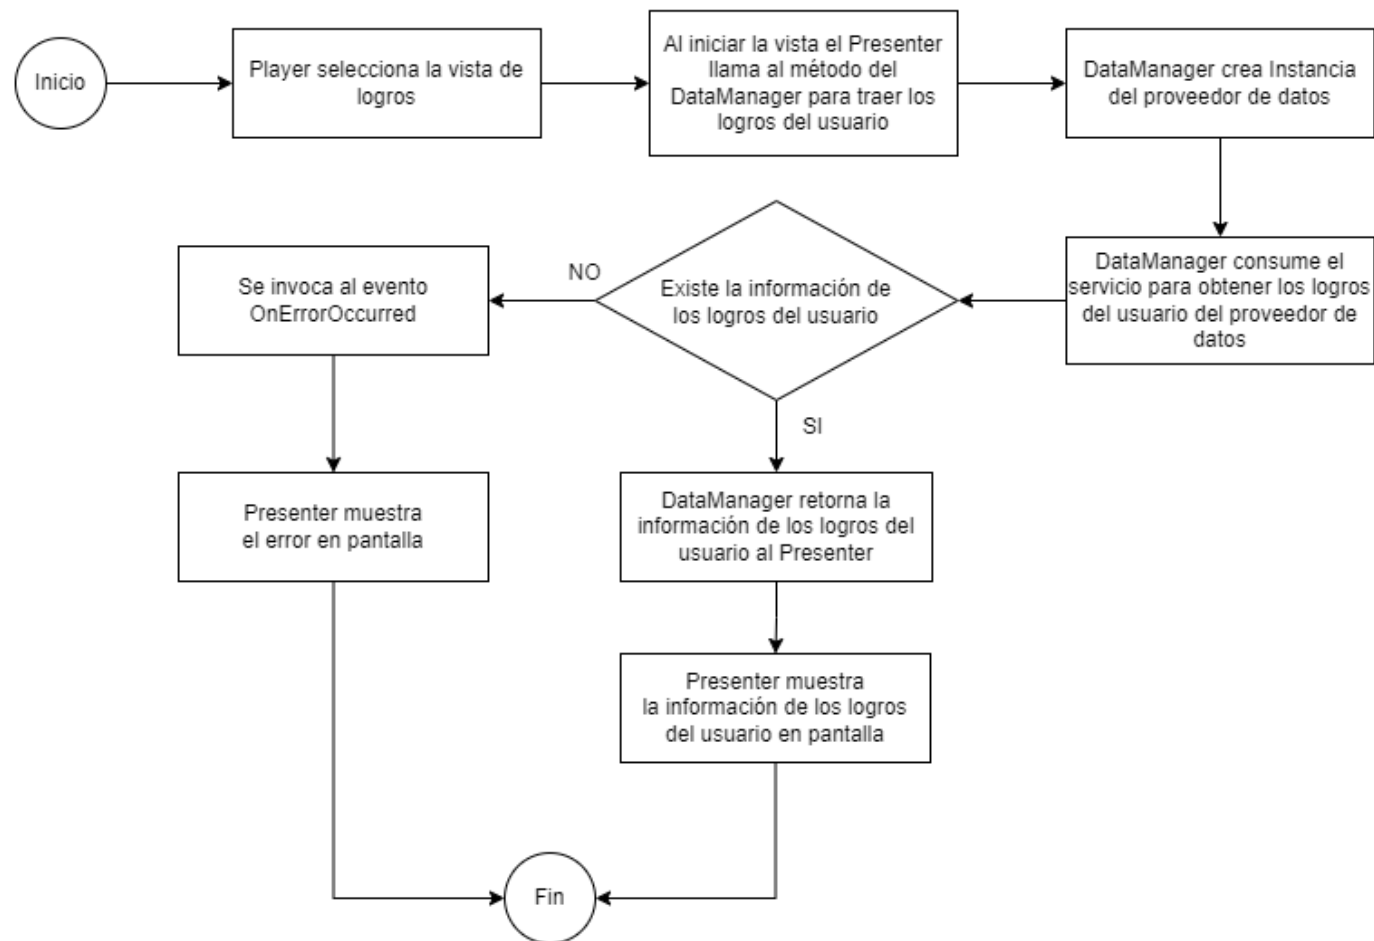 Inicio
Player selecciona la vista de
logros
Al iniciar la vista el Presenter
llama al método del
DataManager para traer los
logros del usuario
DataManager crea Instancia
del proveedor de datos
DataManager consume el
servicio para obtener los logros
del usuario del proveedor de
datos
Existe la información de
los logros del usuario
NO
Se invoca al evento
OnErrorOccurred
Presenter muestra
el error en pantalla
SI
DataManager retorna la
información de los logros del
usuario al Presenter
Presenter muestra
la información de los logros
del usuario en pantalla
Fin